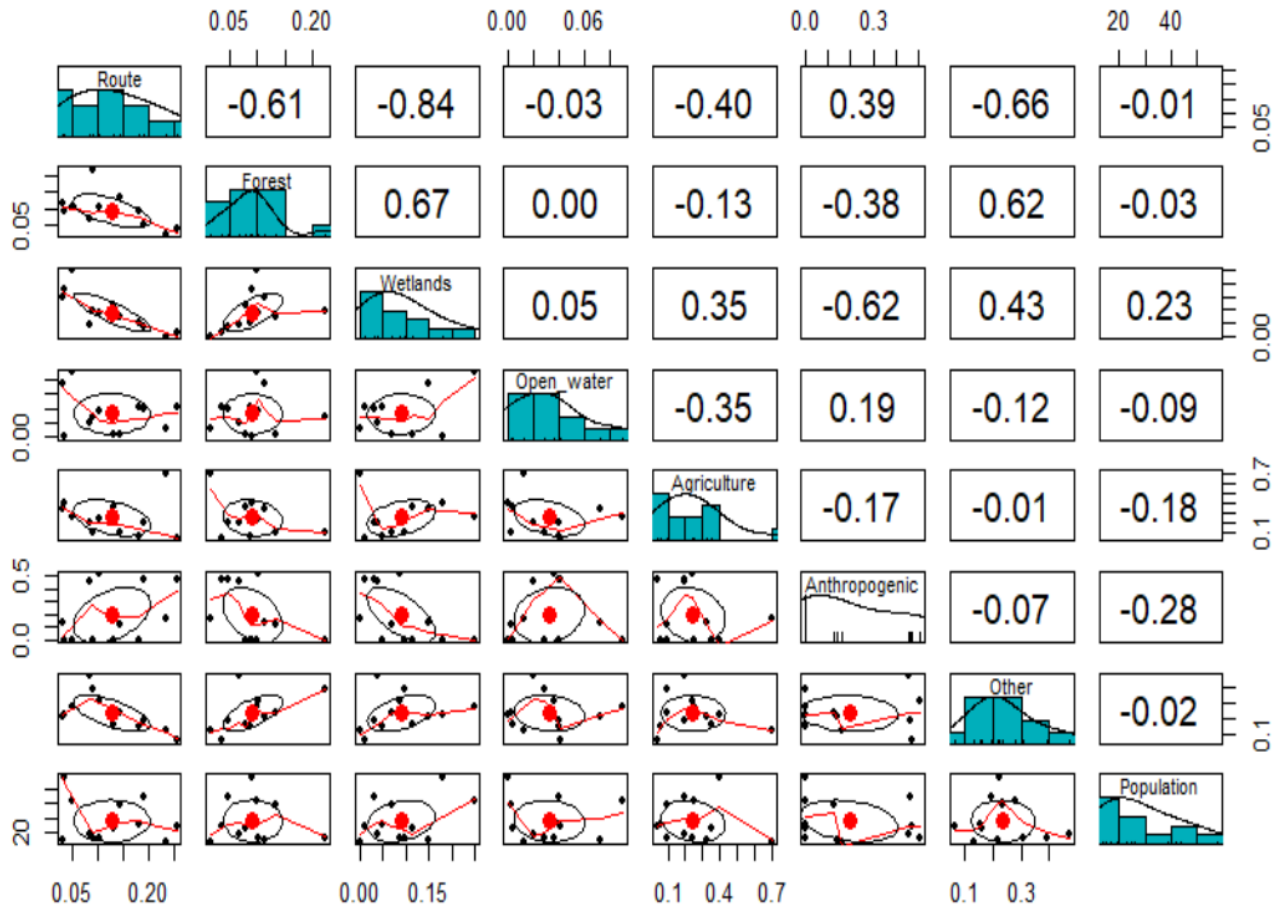 0.05 0.20 0.00 0.06 0.0 0.3 20 40
Route -0.61 -0.84 -0.03 -0.40 0.39 -0.66 -0.01 0.05
0.05 Forest 0.67 0.00 -0.13 -0.38 0.62 -0.03
Wetlands 0.05 0.35 -0.62 0.43 0.23 0.00
0.00 Open_water -0.35 0.19 -0.12 -0.09
Agriculture -0.17 -0.01 -0.18 0.1 0.7
0.0 0.5 Anthropogenic -0.07 -0.28
Other -0.02 0.1
20 Population
0.05 0.20 0.00 0.15 0.1 0.4 0.7 0.1 0.3